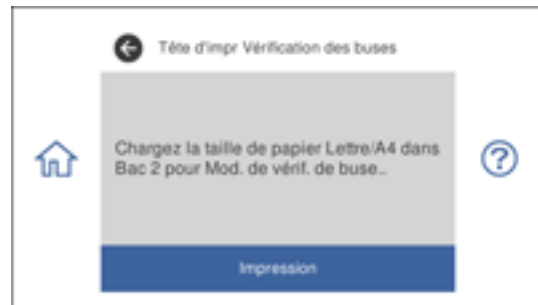 Tête d'impr Vérification des buses
Chargez la taille de papier Lettre/A4 dans
Bac 2 pour Mod. de vérif. de buse..
?
Impression